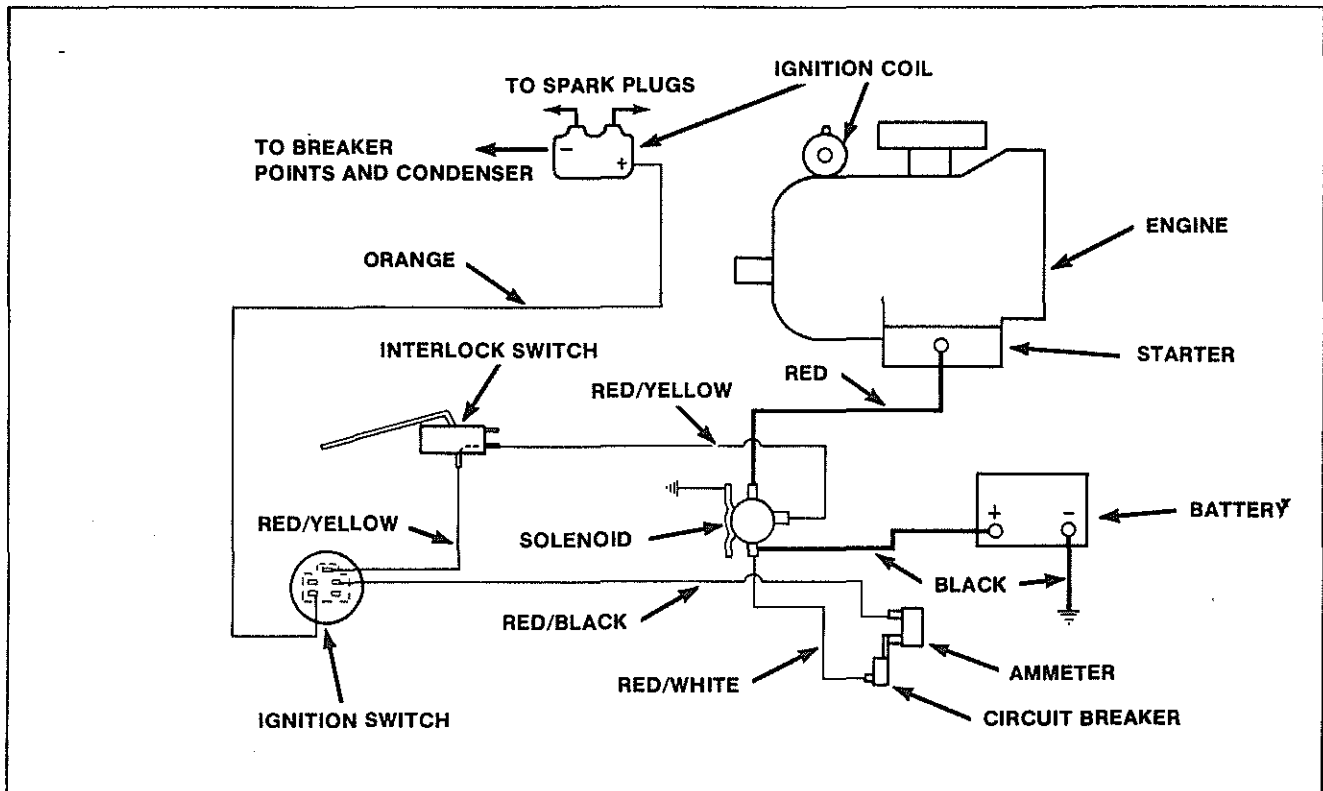 IGNITION COIL
TO SPARK PLUGS
TO BREAKER
POINTS AND CONDENSER
−
+
ENGINE
ORANGE
INTERLOCK SWITCH
STARTER
RED
RED/YELLOW
+
−
BATTERY
RED/YELLOW
SOLENOID
BLACK
RED/BLACK
AMMETER
RED/WHITE
CIRCUIT BREAKER
IGNITION SWITCH